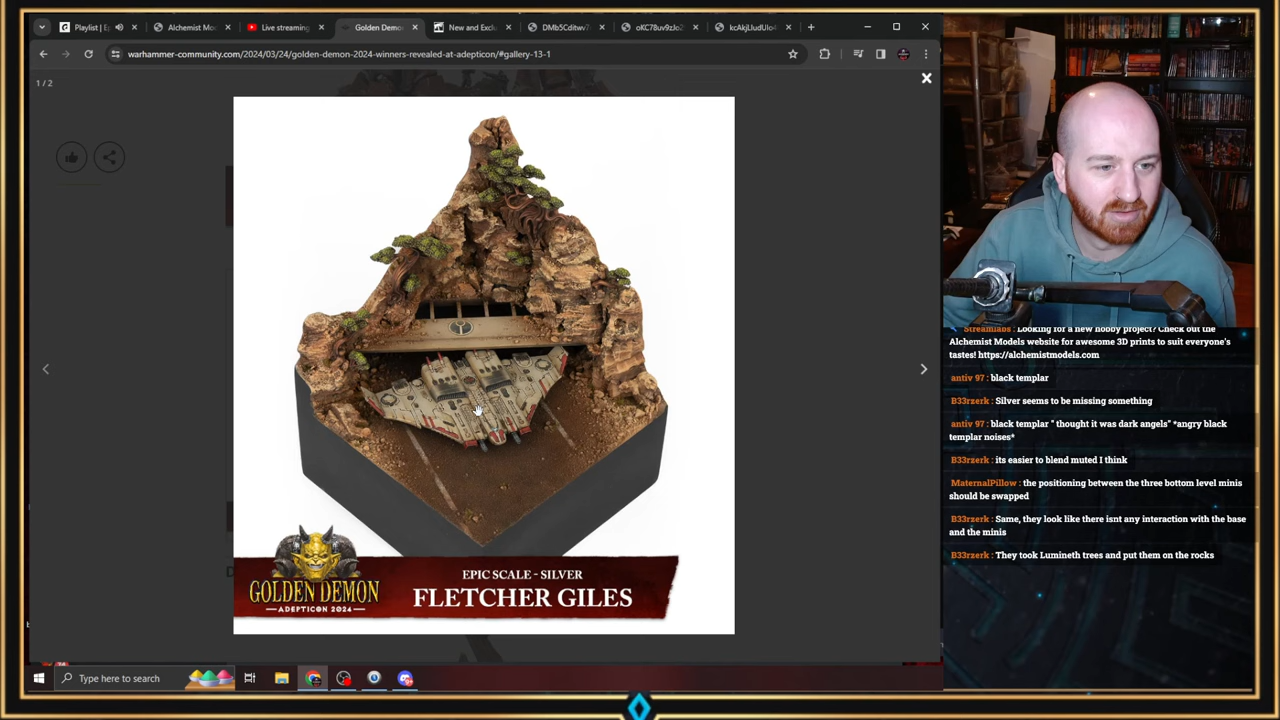 Playlist | E
Alchemist Mo
Live streaming
Golden Demo
New and Exclu
DMb5Cditwv7
oKC78uv9zJo2
kcAkjLludUIo4
warhammer-community.com/2024/03/24/golden-demon-2024-winners-revealed-at-adepticon/#gallery-13-1
1 / 2
GOLDEN DEMON
ADEPTICON 2024
EPIC SCALE - SILVER
FLETCHER GILES
Type here to search
Streamlabs : Looking for a new hobby project? Check out the
Alchemist Models website for awesome 3D prints to suit everyone's
tastes! https://alchemistmodels.com
antiv 97 : black templar
B33rzerk : Silver seems to be missing something
antiv 97 : black templar " thought it was dark angels" *angry black
templar noises*
B33rzerk : its easier to blend muted I think
MaternalPillow : the positioning between the three bottom level minis
should be swapped
B33rzerk : Same, they look like there isnt any interaction with the base
and the minis
B33rzerk : They took Lumineth trees and put them on the rocks